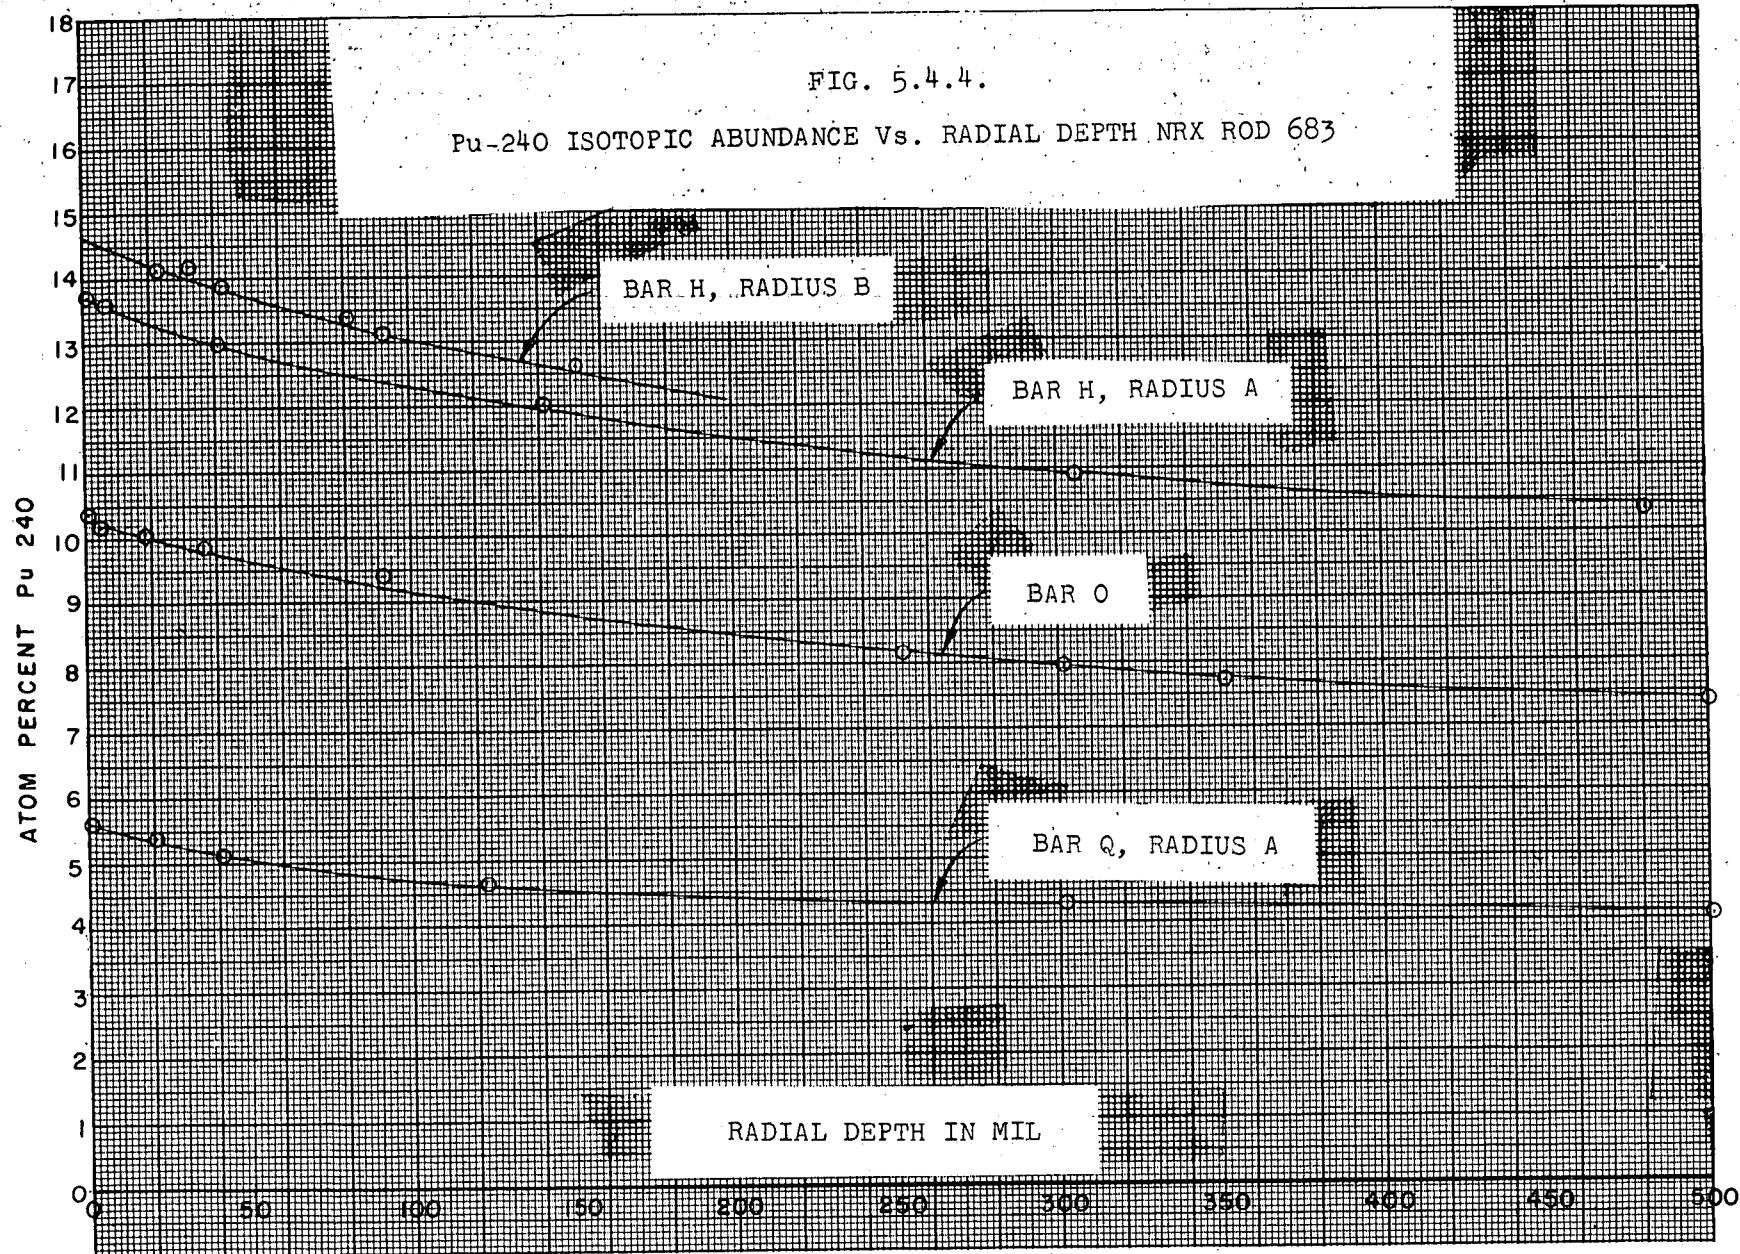 FIG. 5.4.4.
Pu-240 ISOTOPIC ABUNDANCE Vs. RADIAL DEPTH NRX ROD 683
18
17
16
15
14
13
12
11
10
9
8
7
6
5
4
3
2
1
0
ATOM PERCENT Pu 240
BAR H, RADIUS B
BAR H, RADIUS A
BAR O
BAR Q, RADIUS A
RADIAL DEPTH IN MIL
0 50 100 150 200 250 300 350 400 450 500